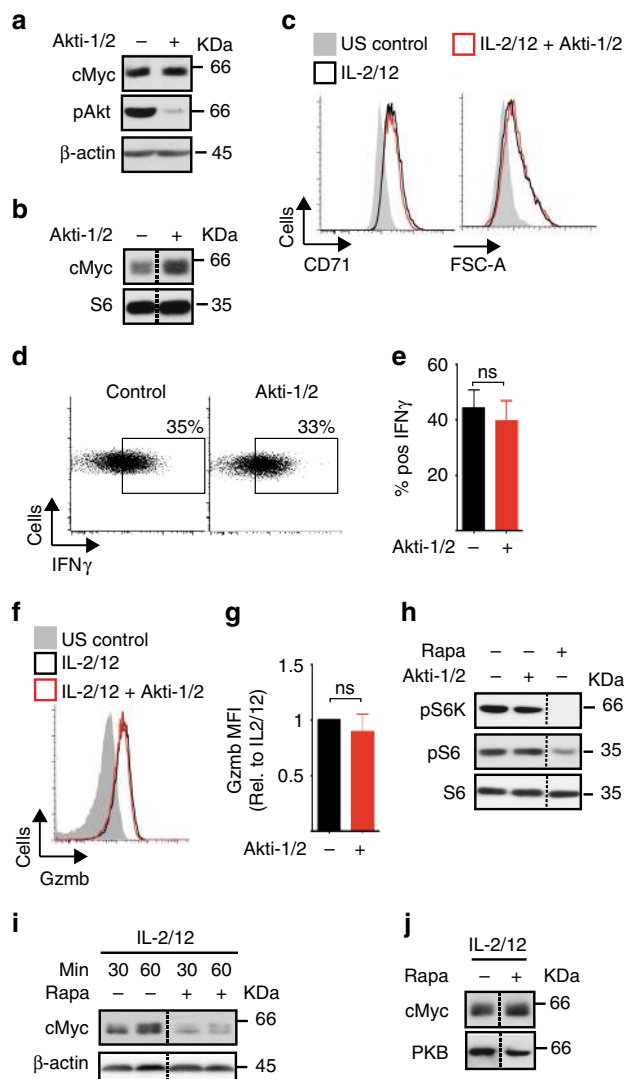 a
Akti-1/2 – + KDa
cMyc 66
pAkt 66
β-actin 45
b
Akti-1/2 – + KDa
cMyc 66
S6 35
c
US control
IL-2/12
IL-2/12 + Akti-1/2
Cells
CD71
FSC-A
d
Control
Akti-1/2
35%
33%
Cells
IFNγ
e
60
40
20
0
% pos IFNγ
ns
Akti-1/2 – +
f
US control
IL-2/12
IL-2/12 + Akti-1/2
Cells
Gzmb
g
1.5
1
0.5
Gzmb MFI
(Rel. to IL2/12)
ns
Akti-1/2 – +
h
Rapa – – +
Akti-1/2 – + – KDa
pS6K 66
pS6 35
S6 35
i
IL-2/12
Min 30 60 30 60
Rapa – – + + KDa
cMyc 66
β-actin 45
j
IL-2/12
Rapa – + KDa
cMyc 66
PKB 66